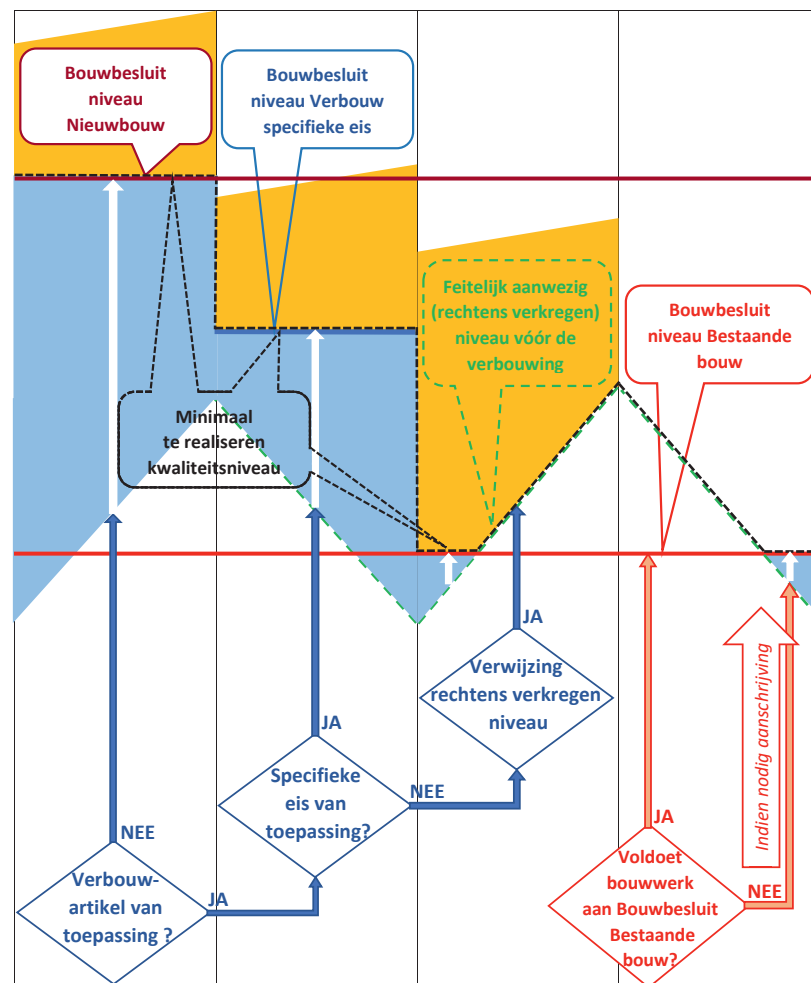 Bouwbesluit
niveau
Nieuwbouw
Bouwbesluit
niveau Verbouw
specifieke eis
Feitelijk aanwezig
(rechtens verkregen)
niveau vóór de
verbouwing
Bouwbesluit
niveau Bestaande
bouw
Minimaal
te realiseren
kwaliteitsniveau
JA
Verwijzing
rechtens verkregen
niveau
Indien nodig aanschrijving
JA
Specifieke
eis van
toepassing?
NEE
JA
NEE
Verbouw-
artikel van
toepassing ?
JA
Voldoet
bouwwerk
aan Bouwbesluit
Bestaande
bouw?
NEE